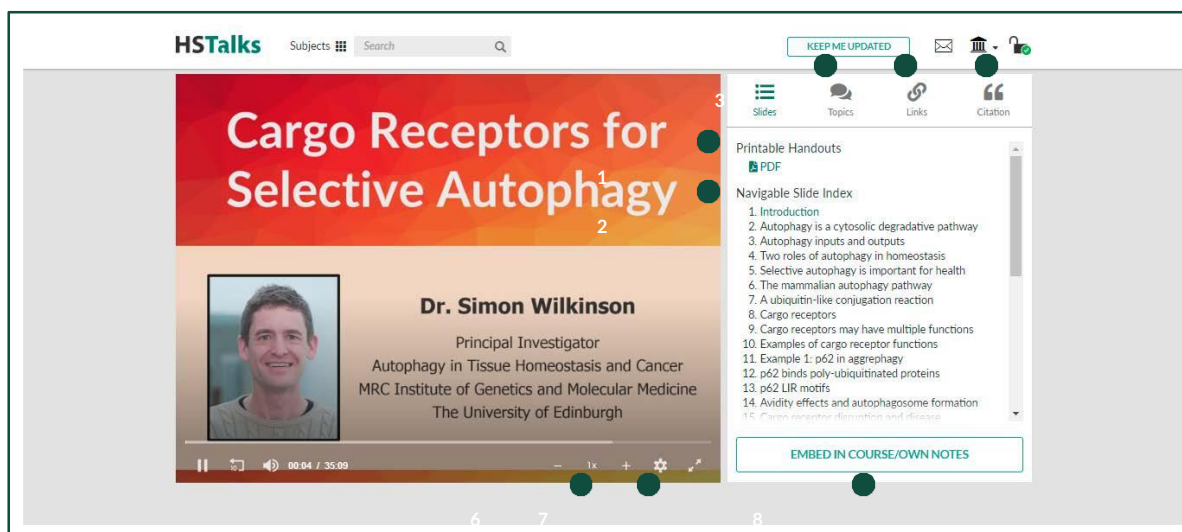 HSTalks
Subjects
Search
KEEP ME UPDATED
Cargo Receptors for
Selective Autophagy
1
2
3
Dr. Simon Wilkinson
Principal Investigator
Autophagy in Tissue Homeostasis and Cancer
MRC Institute of Genetics and Molecular Medicine
The University of Edinburgh
10
00:04 / 35:09
− 1x +
Slides
Topics
Links
Citation
Printable Handouts
PDF
Navigable Slide Index
1. Introduction
2. Autophagy is a cytosolic degradative pathway
3. Autophagy inputs and outputs
4. Two roles of autophagy in homeostasis
5. Selective autophagy is important for health
6. The mammalian autophagy pathway
7. A ubiquitin-like conjugation reaction
8. Cargo receptors
9. Cargo receptors may have multiple functions
10. Examples of cargo receptor functions
11. Example 1: p62 in aggrephagy
12. p62 binds poly-ubiquitinated proteins
13. p62 LIR motifs
14. Avidity effects and autophagosome formation
15. Cargo receptor disruption and disease
EMBED IN COURSE/OWN NOTES
6
7
8